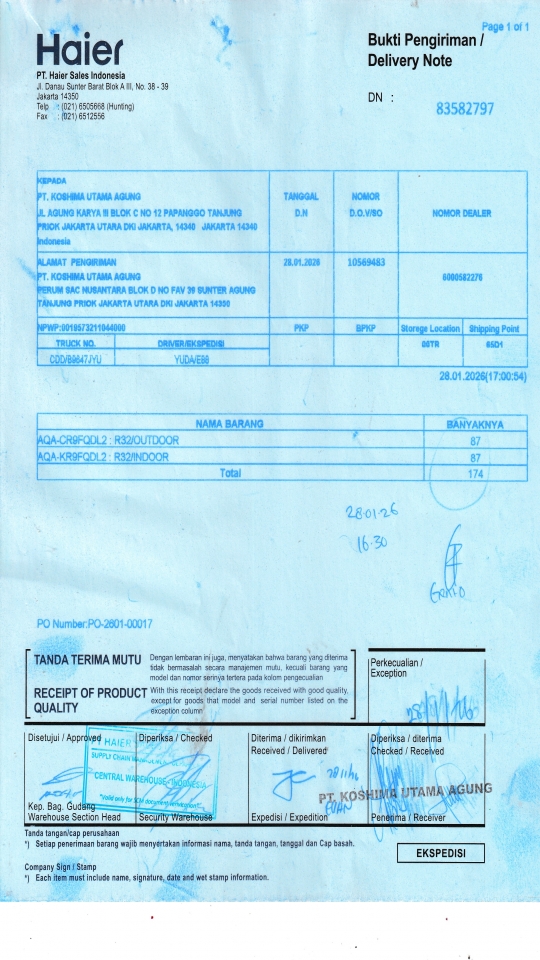 Page 1 of 1
Haier
Bukti Pengiriman /
Delivery Note
PT. Haier Sales Indonesia
Jl. Danau Sunter Barat Blok A III, No. 38 - 39
Jakarta 14350
Telp : (021) 6505668 (Hunting)
Fax : (021) 6512556
DN : 83582797
KEPADA
PT. KOSHIMA UTAMA AGUNG
JL AGUNG KARYA III BLOK C NO 12 PAPANGGO TANJUNG
PRIOK JAKARTA UTARA DKI JAKARTA, 14340 JAKARTA 14340
Indonesia
TANGGAL
D.N
NOMOR
D.O.V/SO
NOMOR DEALER
ALAMAT PENGIRIMAN
PT. KOSHIMA UTAMA AGUNG
PERUM SAC NUSANTARA BLOK D NO FAV 39 SUNTER AGUNG
TANJUNG PRIOK JAKARTA UTARA DKI JAKARTA 14350
28.01.2026
10569483
6000582276
NPWP:0010573211044000
PKP
BPKP
Storage Location
Shipping Point
TRUCK NO.
DRIVER/EKSPEDISI
65D1
CDD/B9647JYU
28.01.2026(17:00:54)
NAMA BARANG BANYAKNYA
AQA-CR9FQDL2 : R32/OUTDOOR 87
AQA-KR9FQDL2 : R32/INDOOR 87
Total 174
28-01-26
16.30
PO Number:PO-2601-00017
TANDA TERIMA MUTU
Dengan lembaran ini juga, menyatakan bahwa barang yang diterima
tidak bermasalah secara manajemen mutu, kecuali barang yang
model dan nomor serinya tertera pada kolom pengecualian
RECEIPT OF PRODUCT
QUALITY
With this receipt declare the goods received with good quality,
except for goods that model and serial number listed on the
exception column
Perkecualian /
Exception
Disetujui / Approved
Diperiksa / Checked
Diterima / dikirimkan
Received / Delivered
Diperiksa / diterima
Checked / Received
HAIER
SUPPLY CHAIN
CENTRAL WAREHOUSE - INDONESIA
PT. KOSHIMA UTAMA AGUNG
Kep. Bag. Gudang
Warehouse Section Head
Security Warehouse
Expedisi / Expedition
Penerima / Receiver
Tanda tangan/cap perusahaan
*) Setiap penerimaan barang wajib menyertakan informasi nama, tanda tangan, tanggal dan Cap basah.
EKSPEDISI
Company Sign / Stamp
*) Each item must include name, signature, date and wet stamp information.